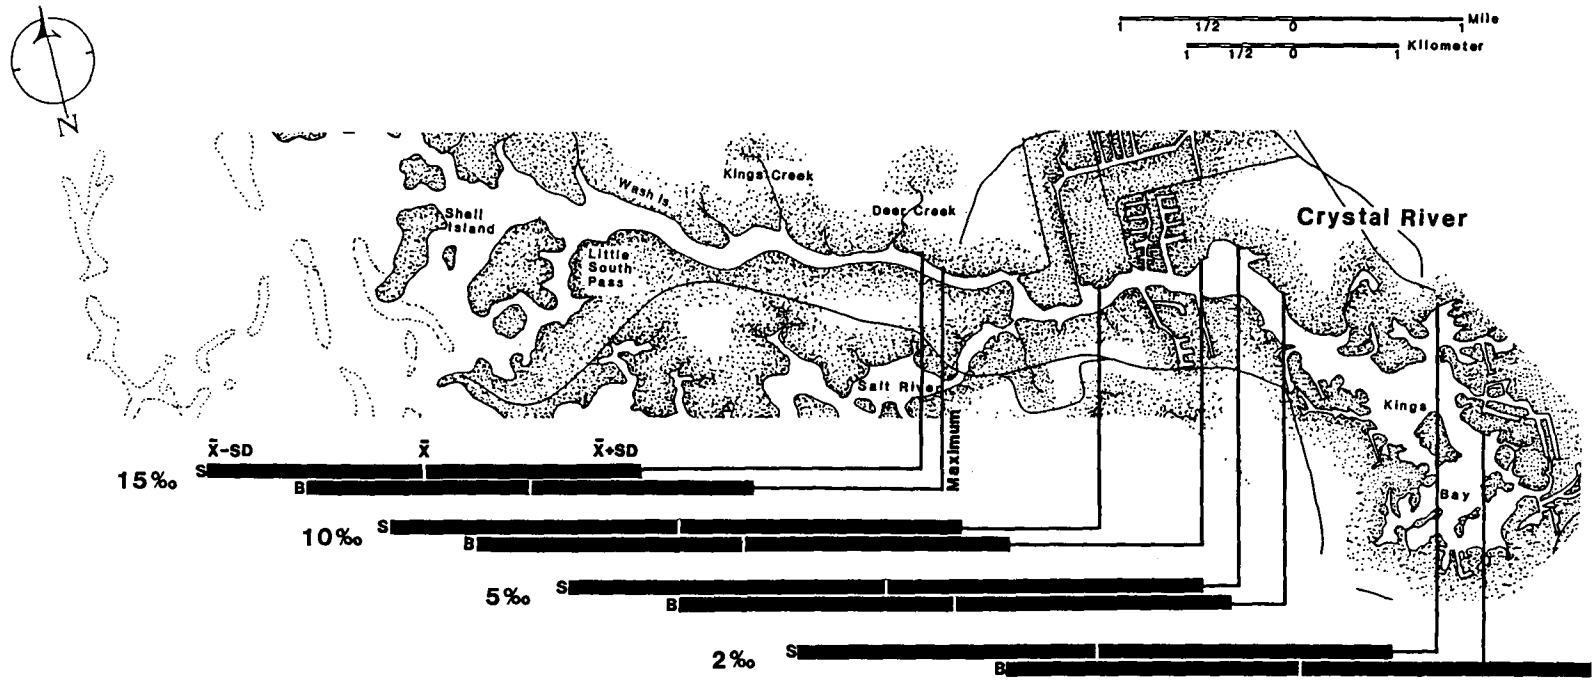 Mile
1 1/2 0 1
Kilometer
1 1/2 0 1
N
Wash Is.
Kings Creek
Deer Creek
Crystal River
Shell
Island
Little
South
Pass
Salt River
Kings
Bay
Maximum
X̄-SD X̄ X̄+SD
15‰ S
B
10‰ S
B
5‰ S
B
2‰ S
B